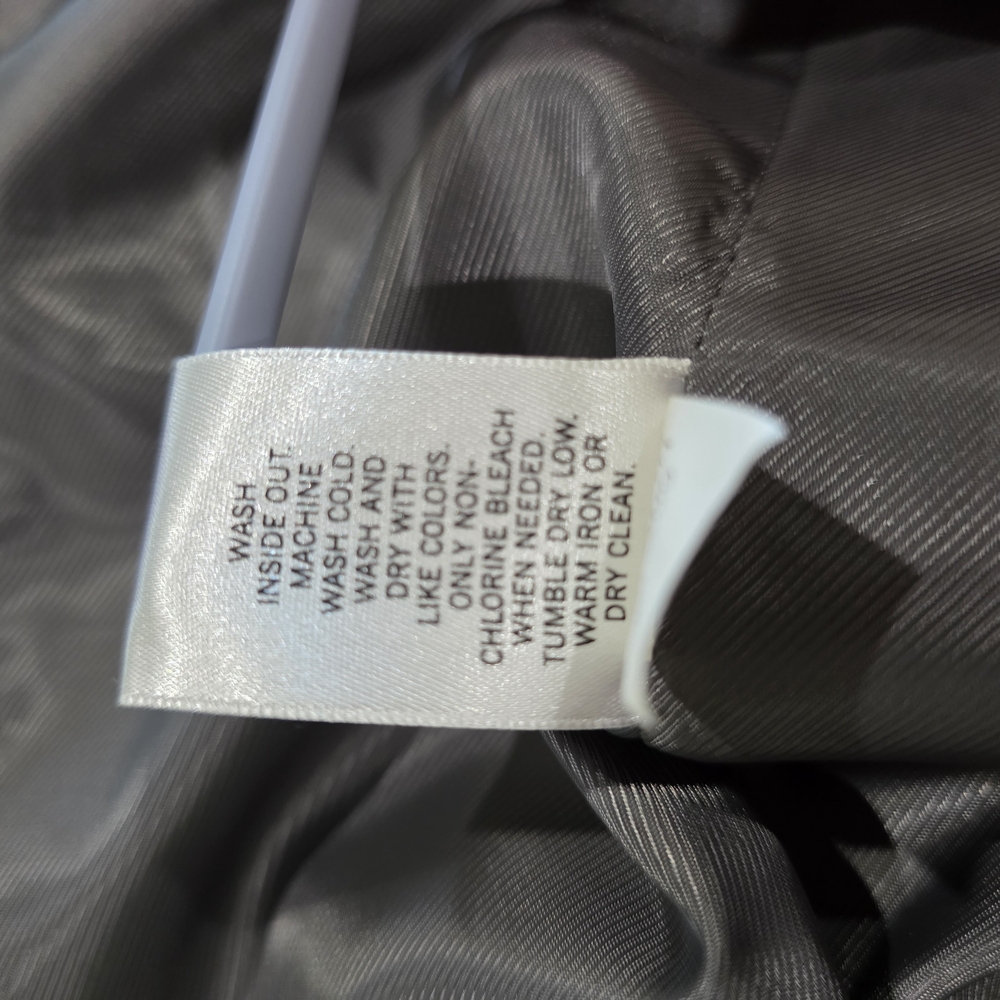 WASH
INSIDE OUT.
MACHINE
WASH COLD.
WASH AND
DRY WITH
LIKE COLORS.
ONLY NON-
CHLORINE BLEACH
WHEN NEEDED.
TUMBLE DRY LOW.
WARM IRON OR
DRY CLEAN.